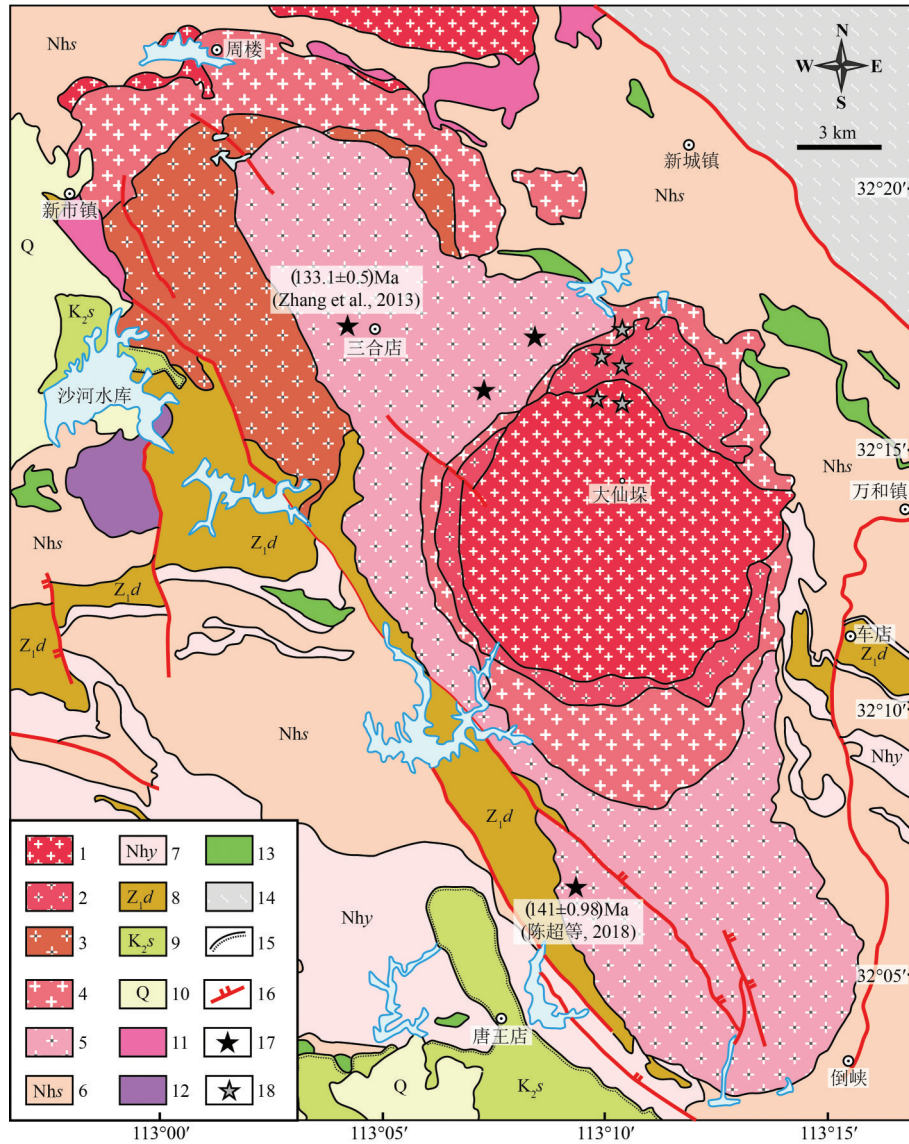 Nhs
周楼
N
W E
S
3 km
新城镇
Nhs
32°20′
新市镇
Q
(133.1±0.5)Ma
(Zhang et al., 2013)
K₂s
三合店
沙河水库
32°15′
大仙垛
万和镇
Nhs
Nhs
Z₁d
Z₁d
Z₁d
车店
Z₁d
32°10′
Nhs
Nhy
Z₁d
1 Nhy 7 13
2 Z₁d 8 14
3 K₂s 9 15
4 Q 10 16
5 11 17
Nhs 6 12 18
Nhy
(141±0.98)Ma
(陈超等, 2018)
32°05′
唐王店
倒峡
Q
K₂s
113°00′ 113°05′ 113°10′ 113°15′